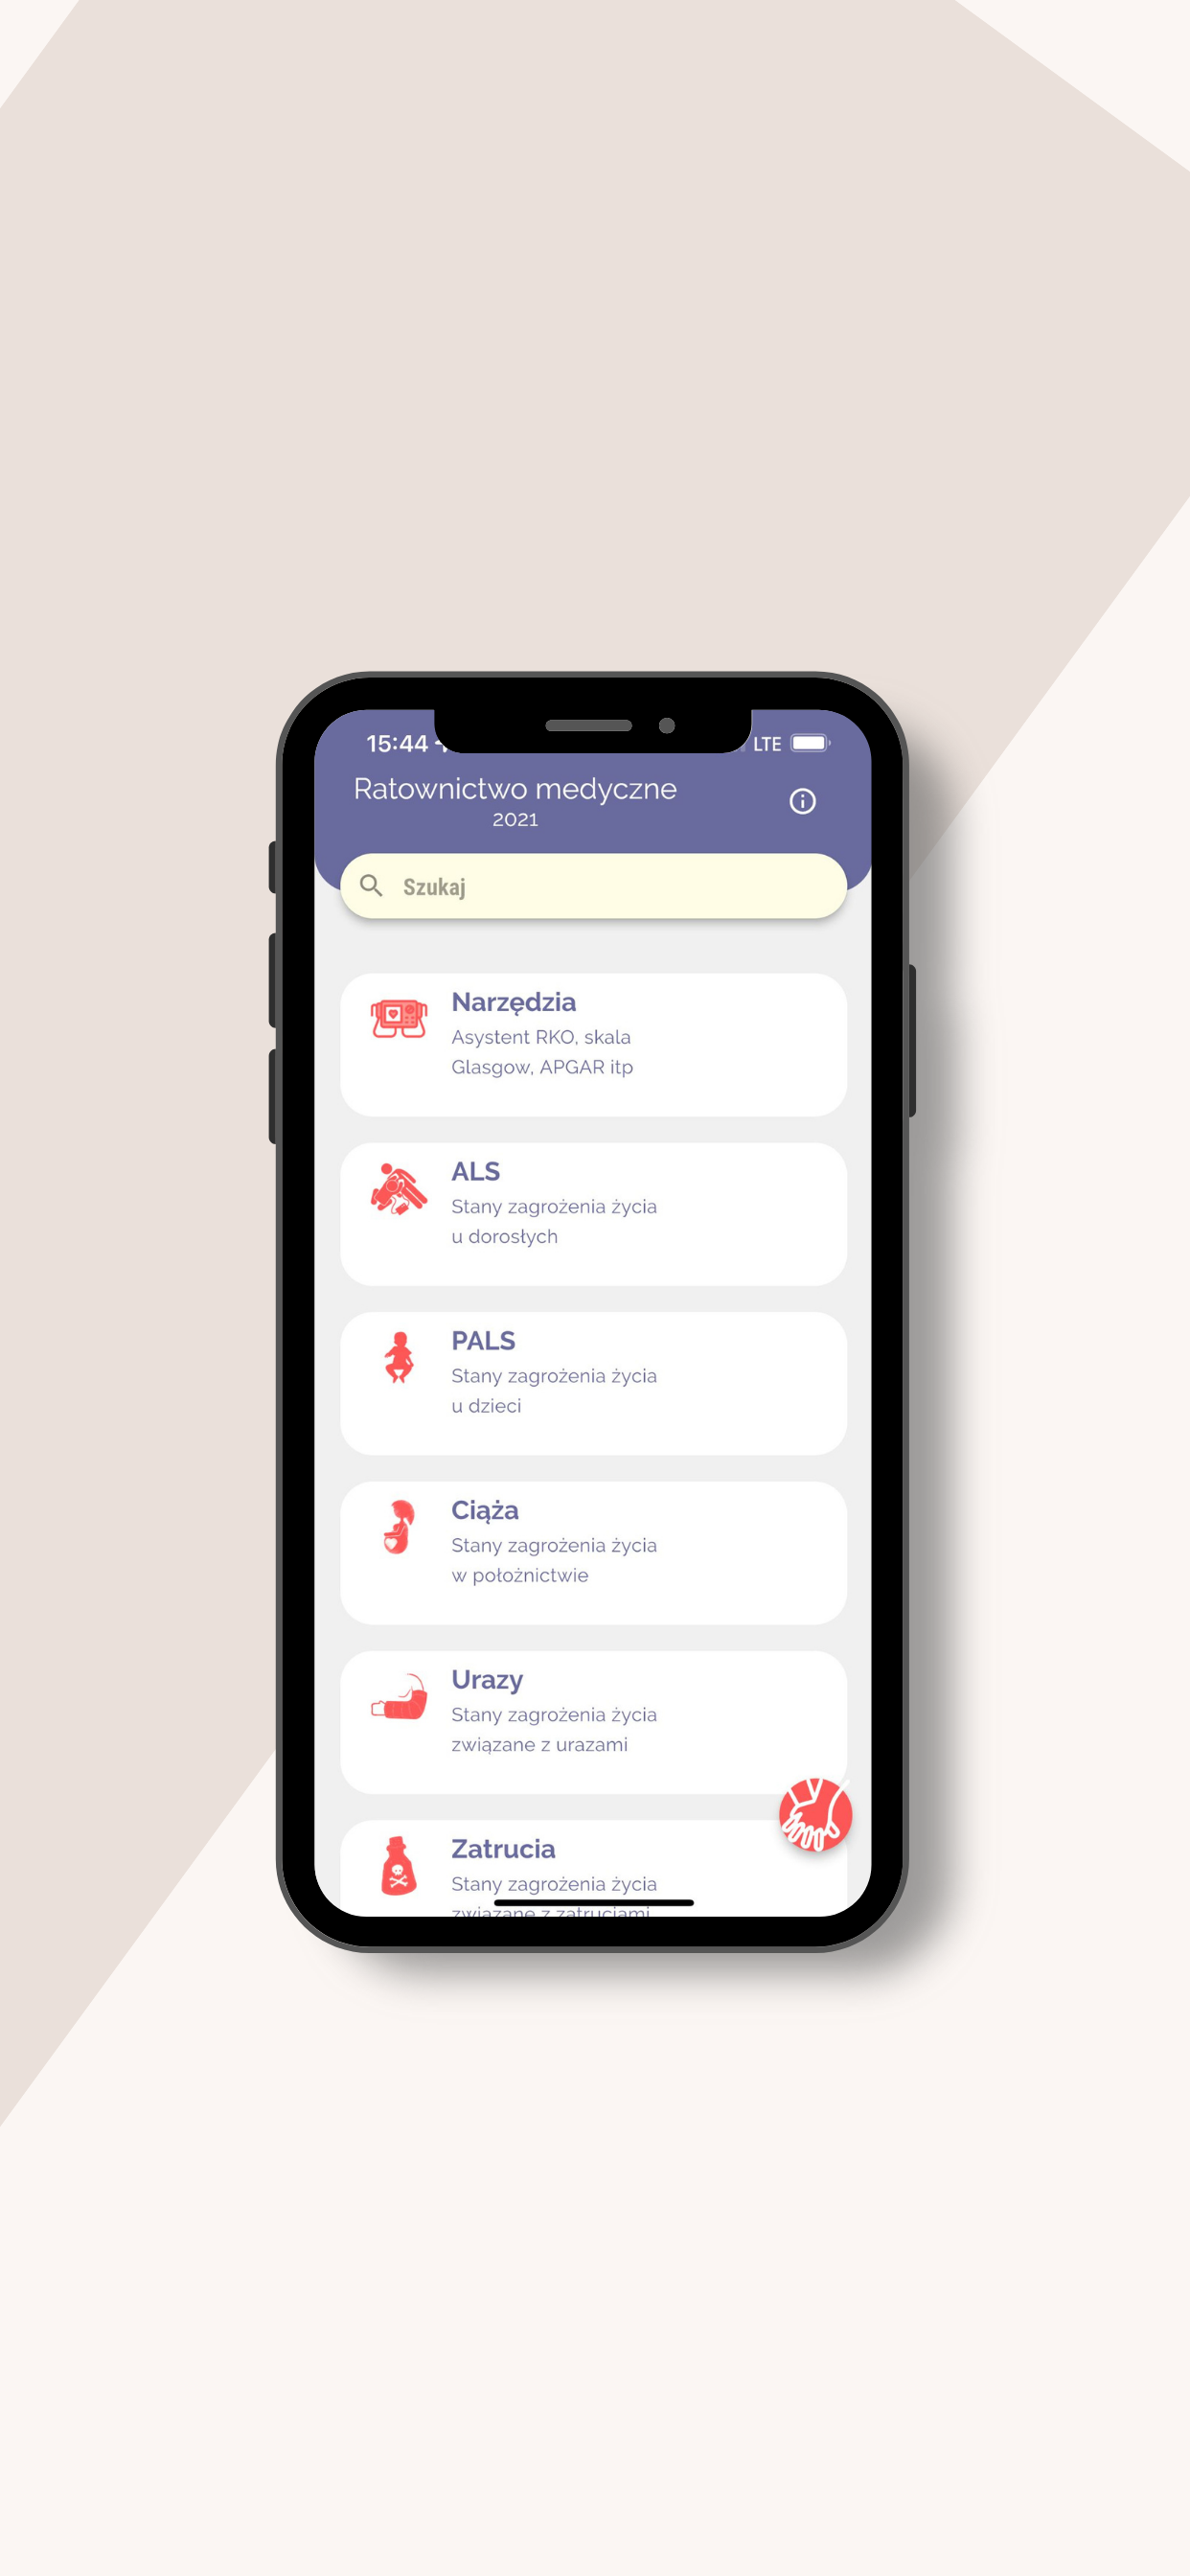 15:44
LTE
Ratownictwo medyczne
2021
Szukaj
Narzędzia
Asystent RKO, skala
Glasgow, APGAR itp
ALS
Stany zagrożenia życia
u dorosłych
PALS
Stany zagrożenia życia
u dzieci
Ciąża
Stany zagrożenia życia
w położnictwie
Urazy
Stany zagrożenia życia
związane z urazami
Zatrucia
Stany zagrożenia życia
związane z zatruciami